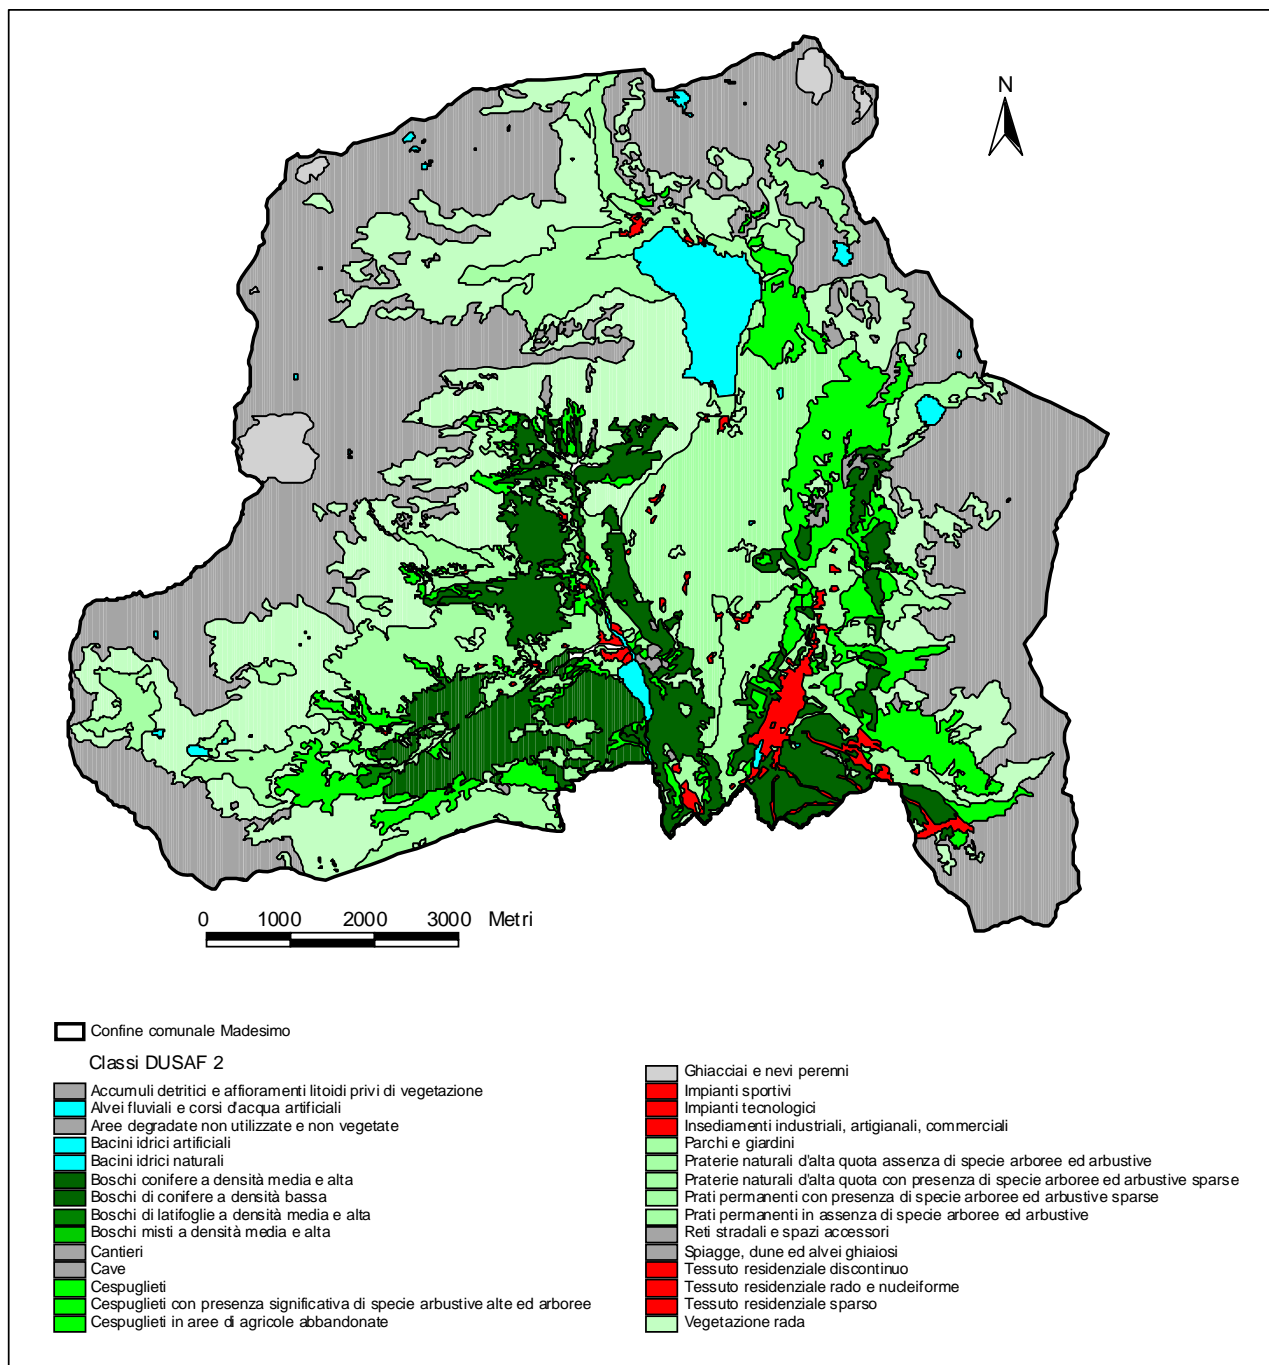 N
0 1000 2000 3000 Metri
Confine comunale Madesimo
Classi DUSAF 2
Accumuli detritici e affioramenti litoidi privi di vegetazione
Alvei fluviali e corsi d'acqua artificiali
Aree degradate non utilizzate e non vegetate
Bacini idrici artificiali
Bacini idrici naturali
Boschi conifere a densità media e alta
Boschi di conifere a densità bassa
Boschi di latifoglie a densità media e alta
Boschi misti a densità media e alta
Cantieri
Cave
Cespuglieti
Cespuglieti con presenza significativa di specie arbustive alte ed arboree
Cespuglieti in aree di agricole abbandonate
Ghiacciai e nevi perenni
Impianti sportivi
Impianti tecnologici
Insediamenti industriali, artigianali, commerciali
Parchi e giardini
Praterie naturali d'alta quota assenza di specie arboree ed arbustive
Praterie naturali d'alta quota con presenza di specie arboree ed arbustive sparse
Prati permanenti con presenza di specie arboree ed arbustive sparse
Prati permanenti in assenza di specie arboree ed arbustive
Reti stradali e spazi accessori
Spiagge, dune ed alvei ghiaiosi
Tessuto residenziale discontinuo
Tessuto residenziale rado e nucleiforme
Tessuto residenziale sparso
Vegetazione rada